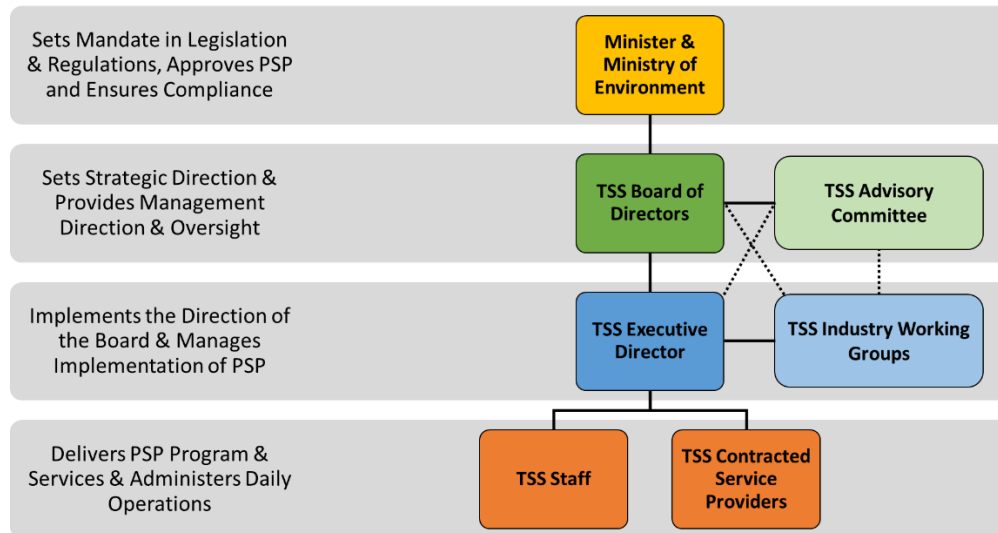 Sets Mandate in Legislation
& Regulations, Approves PSP
and Ensures Compliance
Minister &
Ministry of
Environment
Sets Strategic Direction &
Provides Management
Direction & Oversight
TSS Board of
Directors
TSS Advisory
Committee
Implements the Direction of
the Board & Manages
Implementation of PSP
TSS Executive
Director
TSS Industry Working
Groups
Delivers PSP Program &
Services & Administers Daily
Operations
TSS Staff
TSS Contracted
Service
Providers